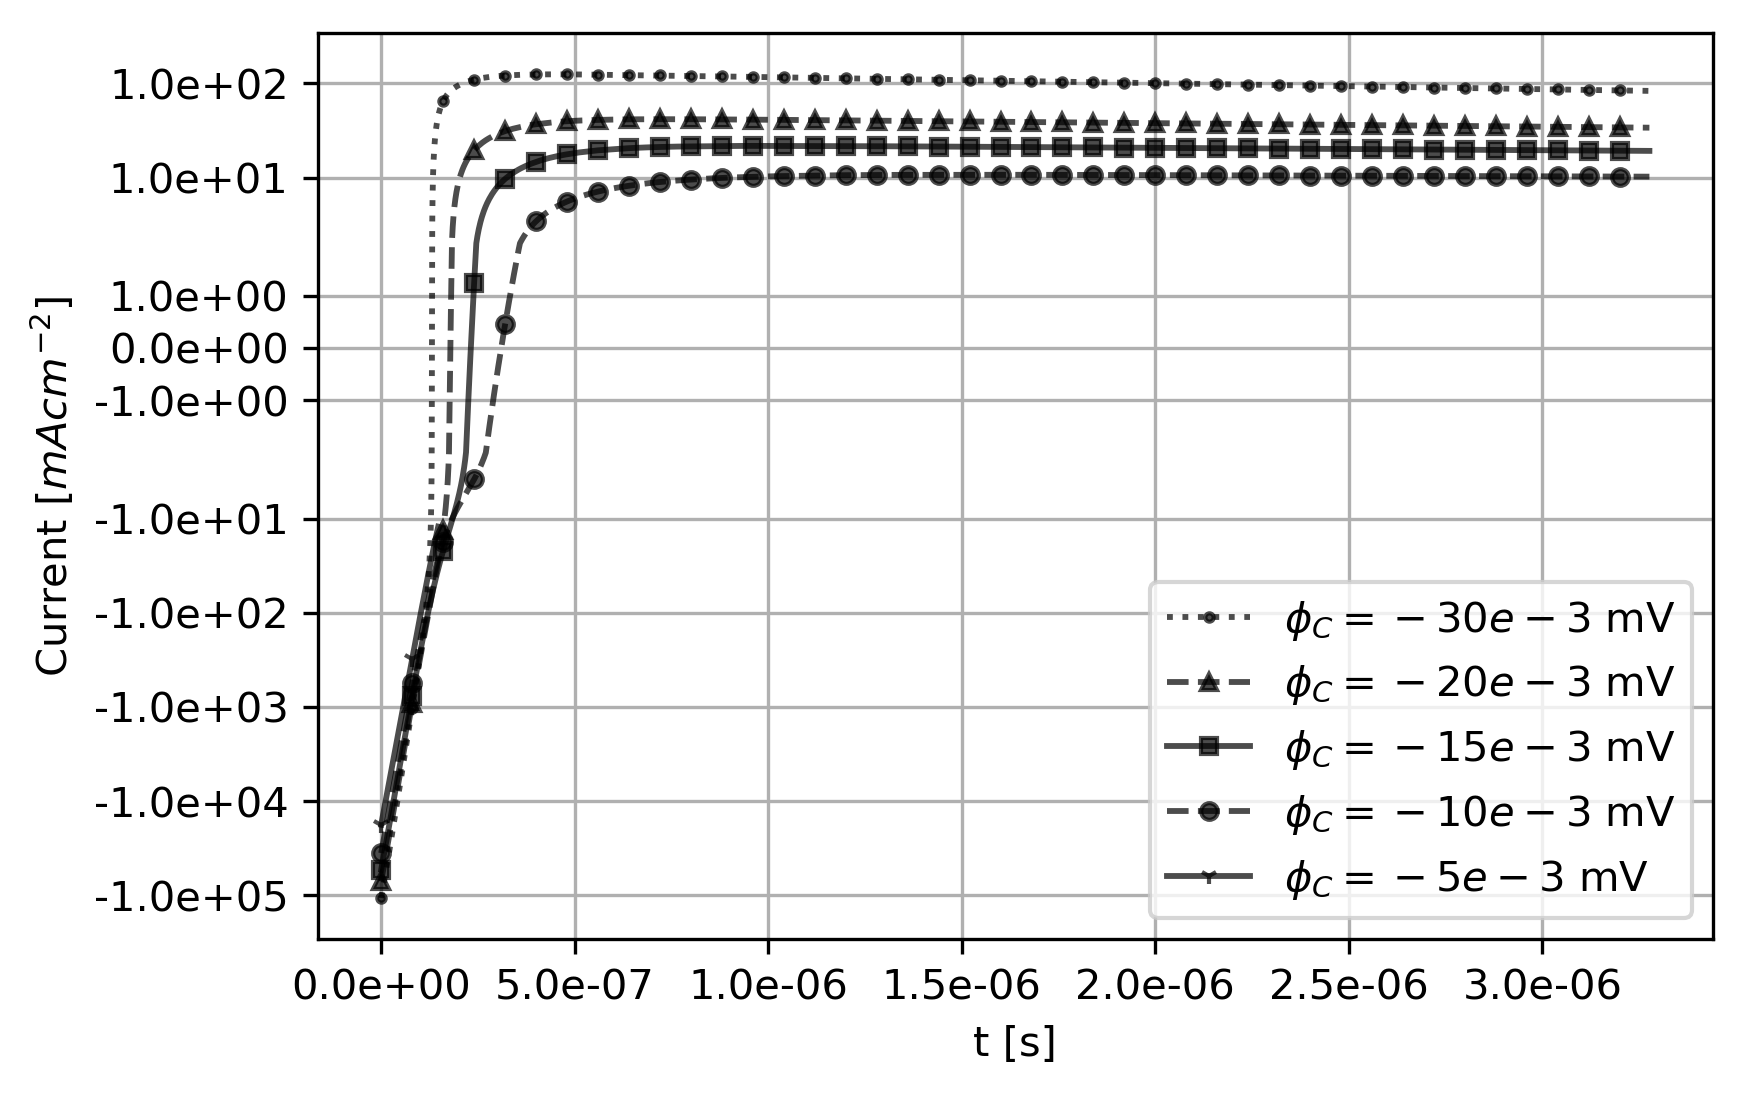 1.0e+02
1.0e+01
1.0e+00
0.0e+00
-1.0e+00
-1.0e+01
-1.0e+02
-1.0e+03
-1.0e+04
-1.0e+05
Current [mAcm⁻²]
ϕ_C = −30e−3 mV
ϕ_C = −20e−3 mV
ϕ_C = −15e−3 mV
ϕ_C = −10e−3 mV
ϕ_C = −5e−3 mV
0.0e+00 5.0e-07 1.0e-06 1.5e-06 2.0e-06 2.5e-06 3.0e-06
t [s]